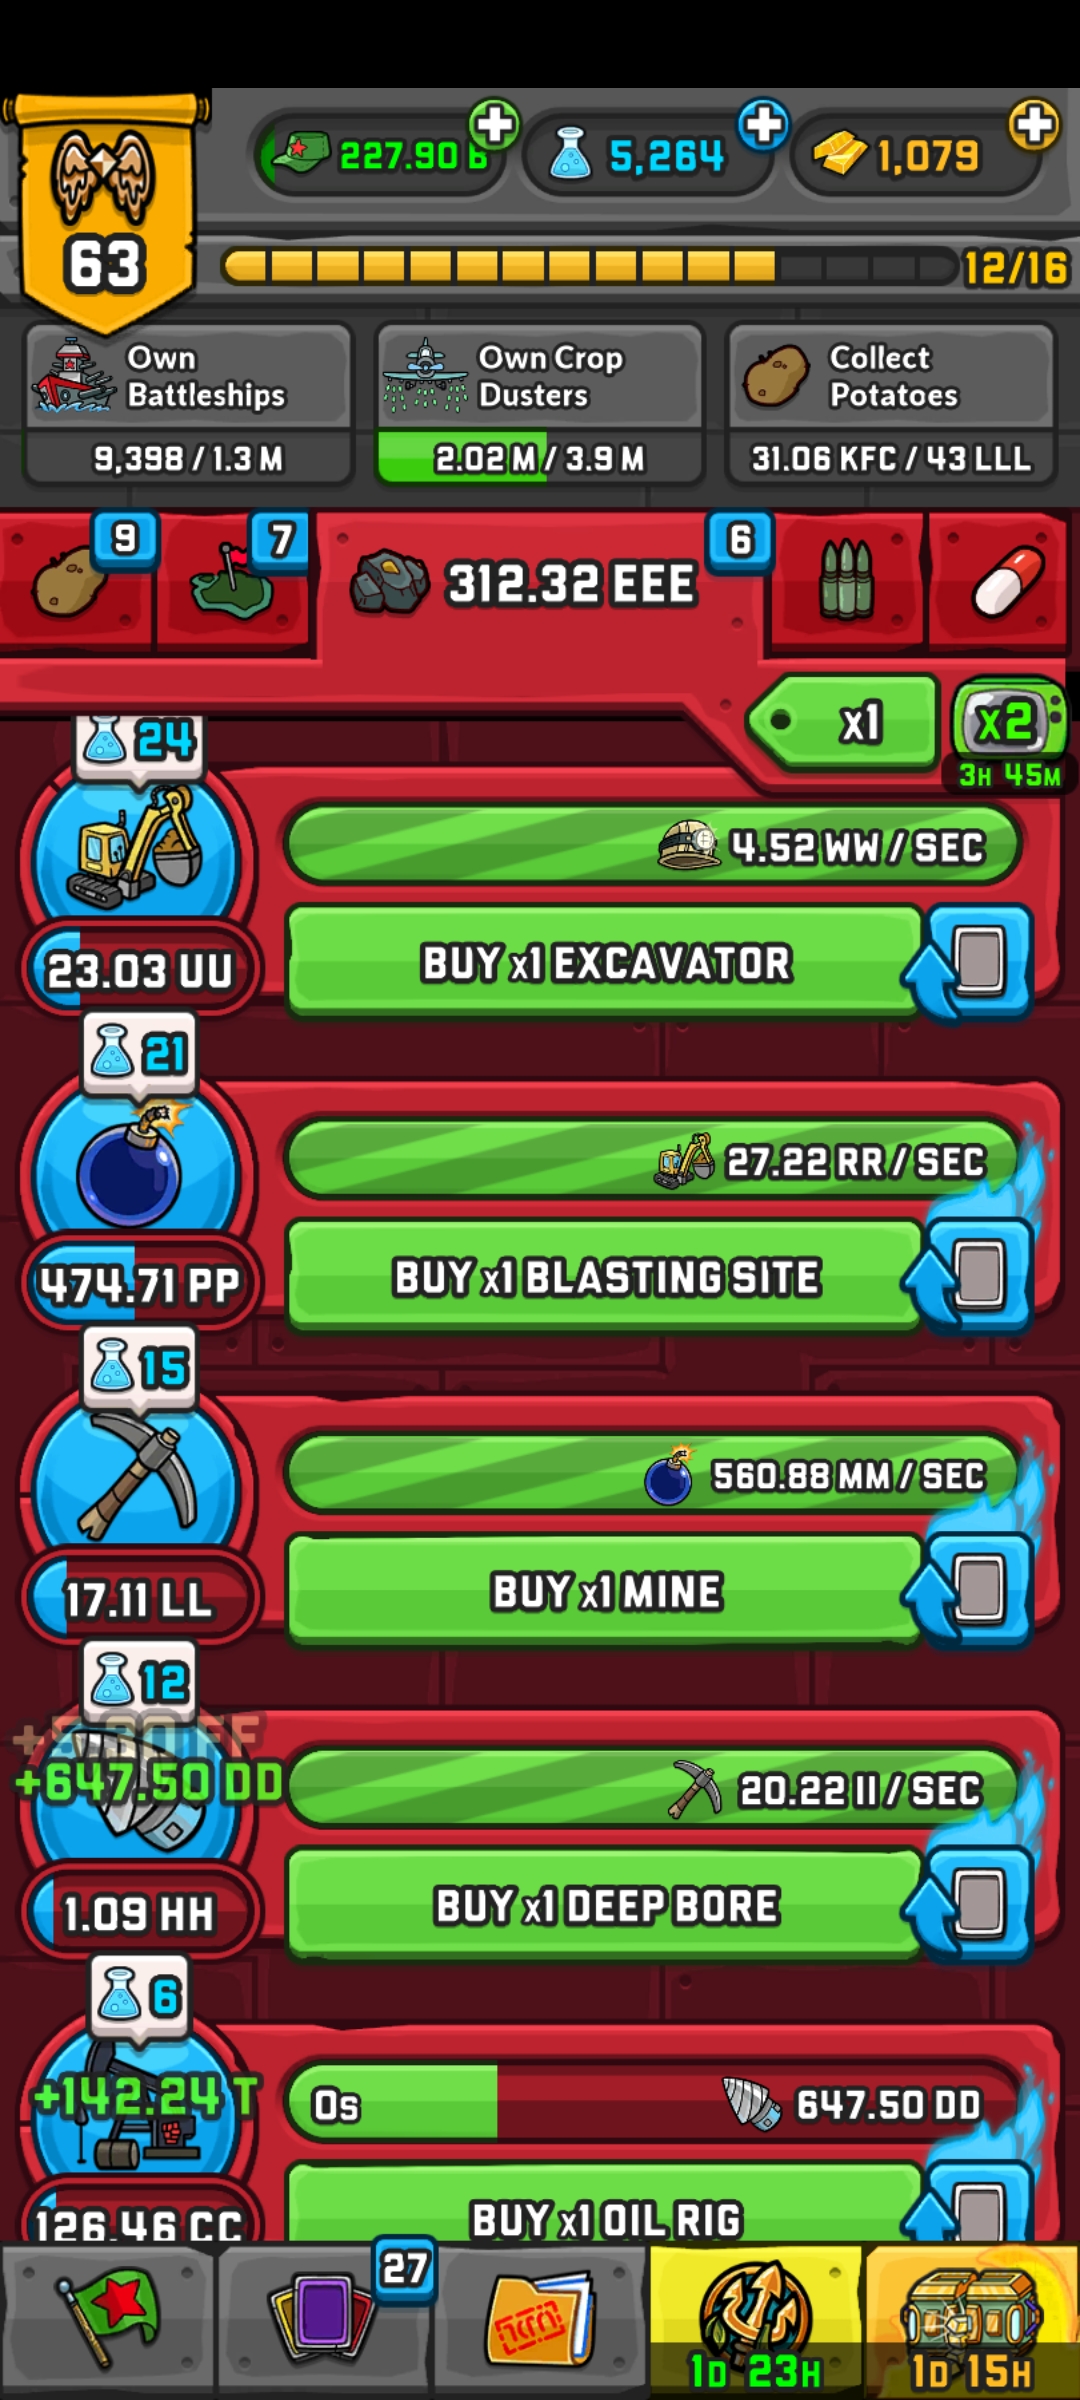 227.90 B
5,264
1,079
63
12/16
Own
Battleships
9,398 / 1.3 M
Own Crop
Dusters
2.02 M / 3.9 M
Collect
Potatoes
31.06 KFC / 43 LLL
9
7
312.32 EEE
6
x1
x2
3H 45M
24
4.52 WW / SEC
BUY x1 EXCAVATOR
23.03 UU
21
27.22 RR / SEC
BUY x1 BLASTING SITE
474.71 PP
15
560.88 MM / SEC
BUY x1 MINE
17.11 LL
12
+647.50 DD
20.22 II / SEC
BUY x1 DEEP BORE
1.09 HH
6
+142.24 T
0s
647.50 DD
BUY x1 OIL RIG
126.46 CC
27
1D 23H
1D 15H